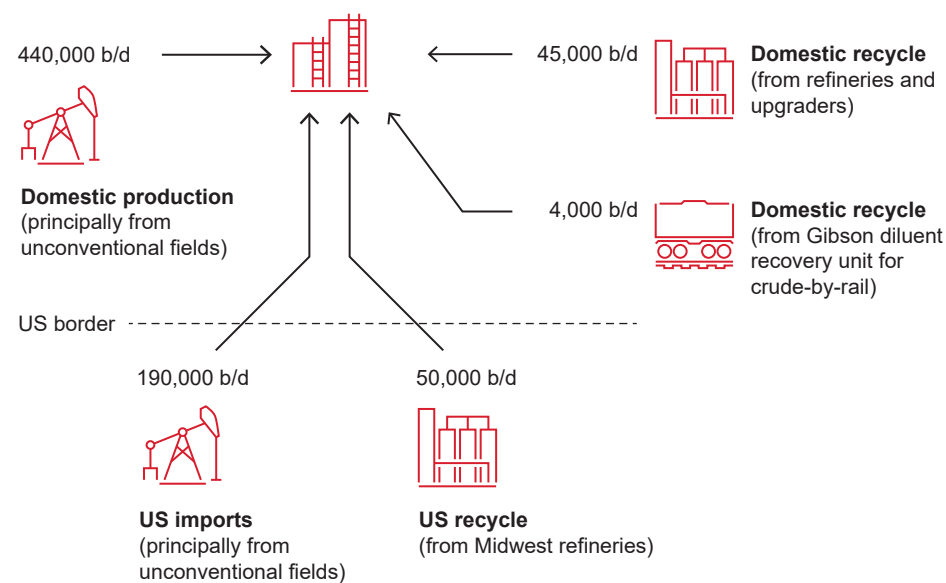 440,000 b/d
Domestic production
(principally from
unconventional fields)
45,000 b/d
Domestic recycle
(from refineries and
upgraders)
4,000 b/d
Domestic recycle
(from Gibson diluent
recovery unit for
crude-by-rail)
US border
190,000 b/d
US imports
(principally from
unconventional fields)
50,000 b/d
US recycle
(from Midwest refineries)